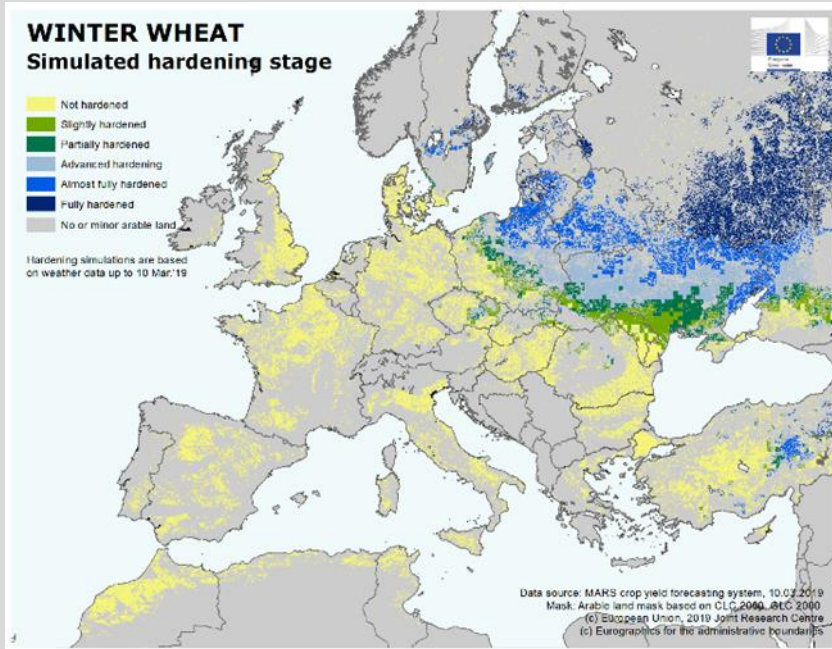 WINTER WHEAT
Simulated hardening stage
Not hardened
Slightly hardened
Partially hardened
Advanced hardening
Almost fully hardened
Fully hardened
No or minor arable land
Hardening simulations are based
on weather data up to 10 Mar.'19
Data source: MARS crop yield forecasting system, 10.03.2019
Mask: Arable land mask based on CLC 2000, GLC 2000
(c) European Union, 2019 Joint Research Centre
(c) Eurographics for the administrative boundaries